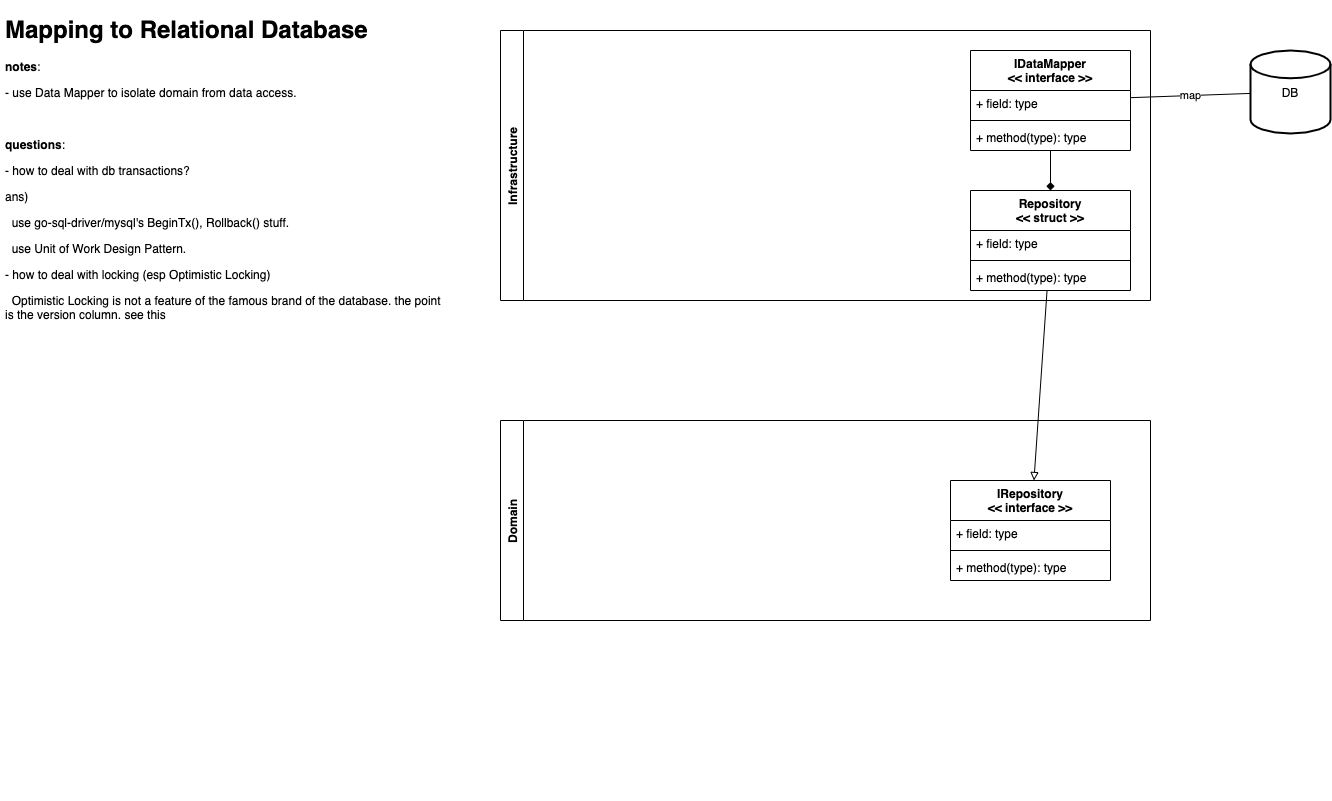 Mapping to Relational Database
notes:
- use Data Mapper to isolate domain from data access.
questions:
- how to deal with db transactions?
ans)
use go-sql-driver/mysql's BeginTx(), Rollback() stuff.
use Unit of Work Design Pattern.
- how to deal with locking (esp Optimistic Locking)
Optimistic Locking is not a feature of the famous brand of the database. the point
is the version column. see this
Infrastructure
IDataMapper
<< interface >>
+ field: type
+ method(type): type
map
DB
Repository
<< struct >>
+ field: type
+ method(type): type
Domain
IRepository
<< interface >>
+ field: type
+ method(type): type